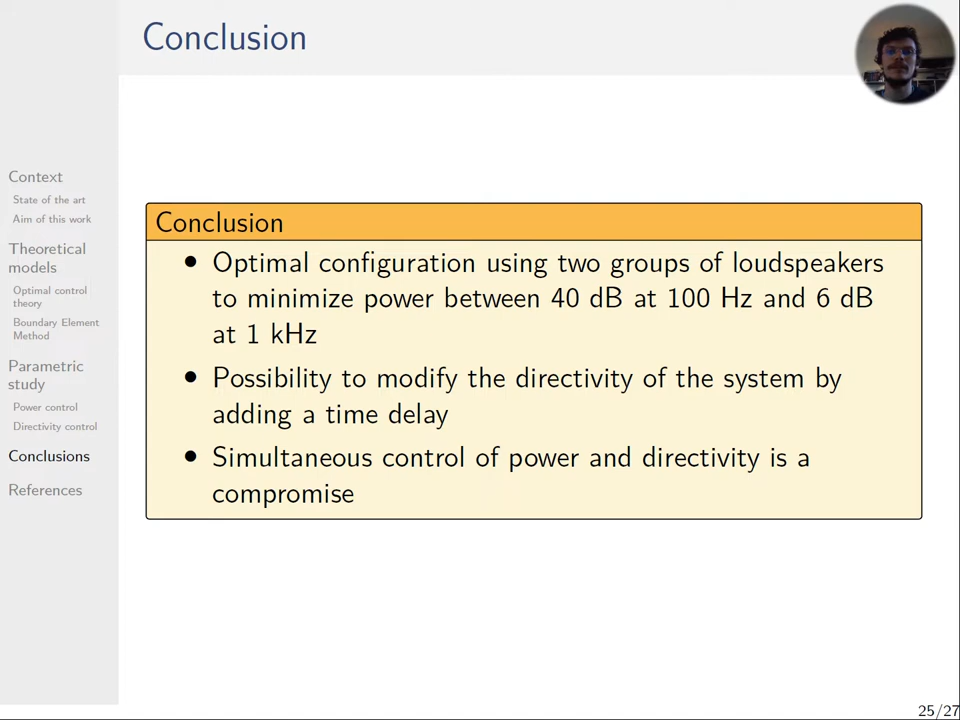 Conclusion
Context
State of the art
Aim of this work
Theoretical
models
Optimal control
theory
Boundary Element
Method
Parametric
study
Power control
Directivity control
Conclusions
References
Conclusion
• Optimal configuration using two groups of loudspeakers
to minimize power between 40 dB at 100 Hz and 6 dB
at 1 kHz
• Possibility to modify the directivity of the system by
adding a time delay
• Simultaneous control of power and directivity is a
compromise
25/27